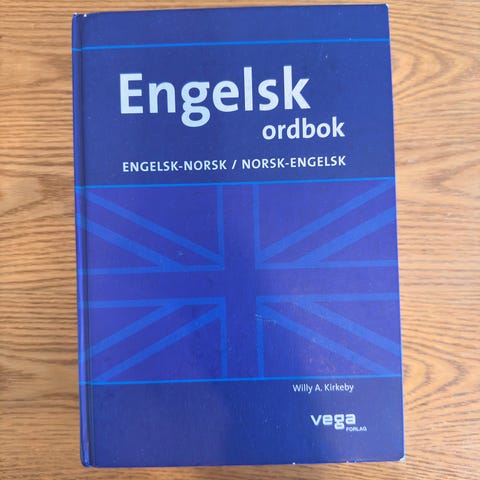 Engelsk
ordbok
ENGELSK-NORSK / NORSK-ENGELSK
Willy A. Kirkeby
vega
FORLAG